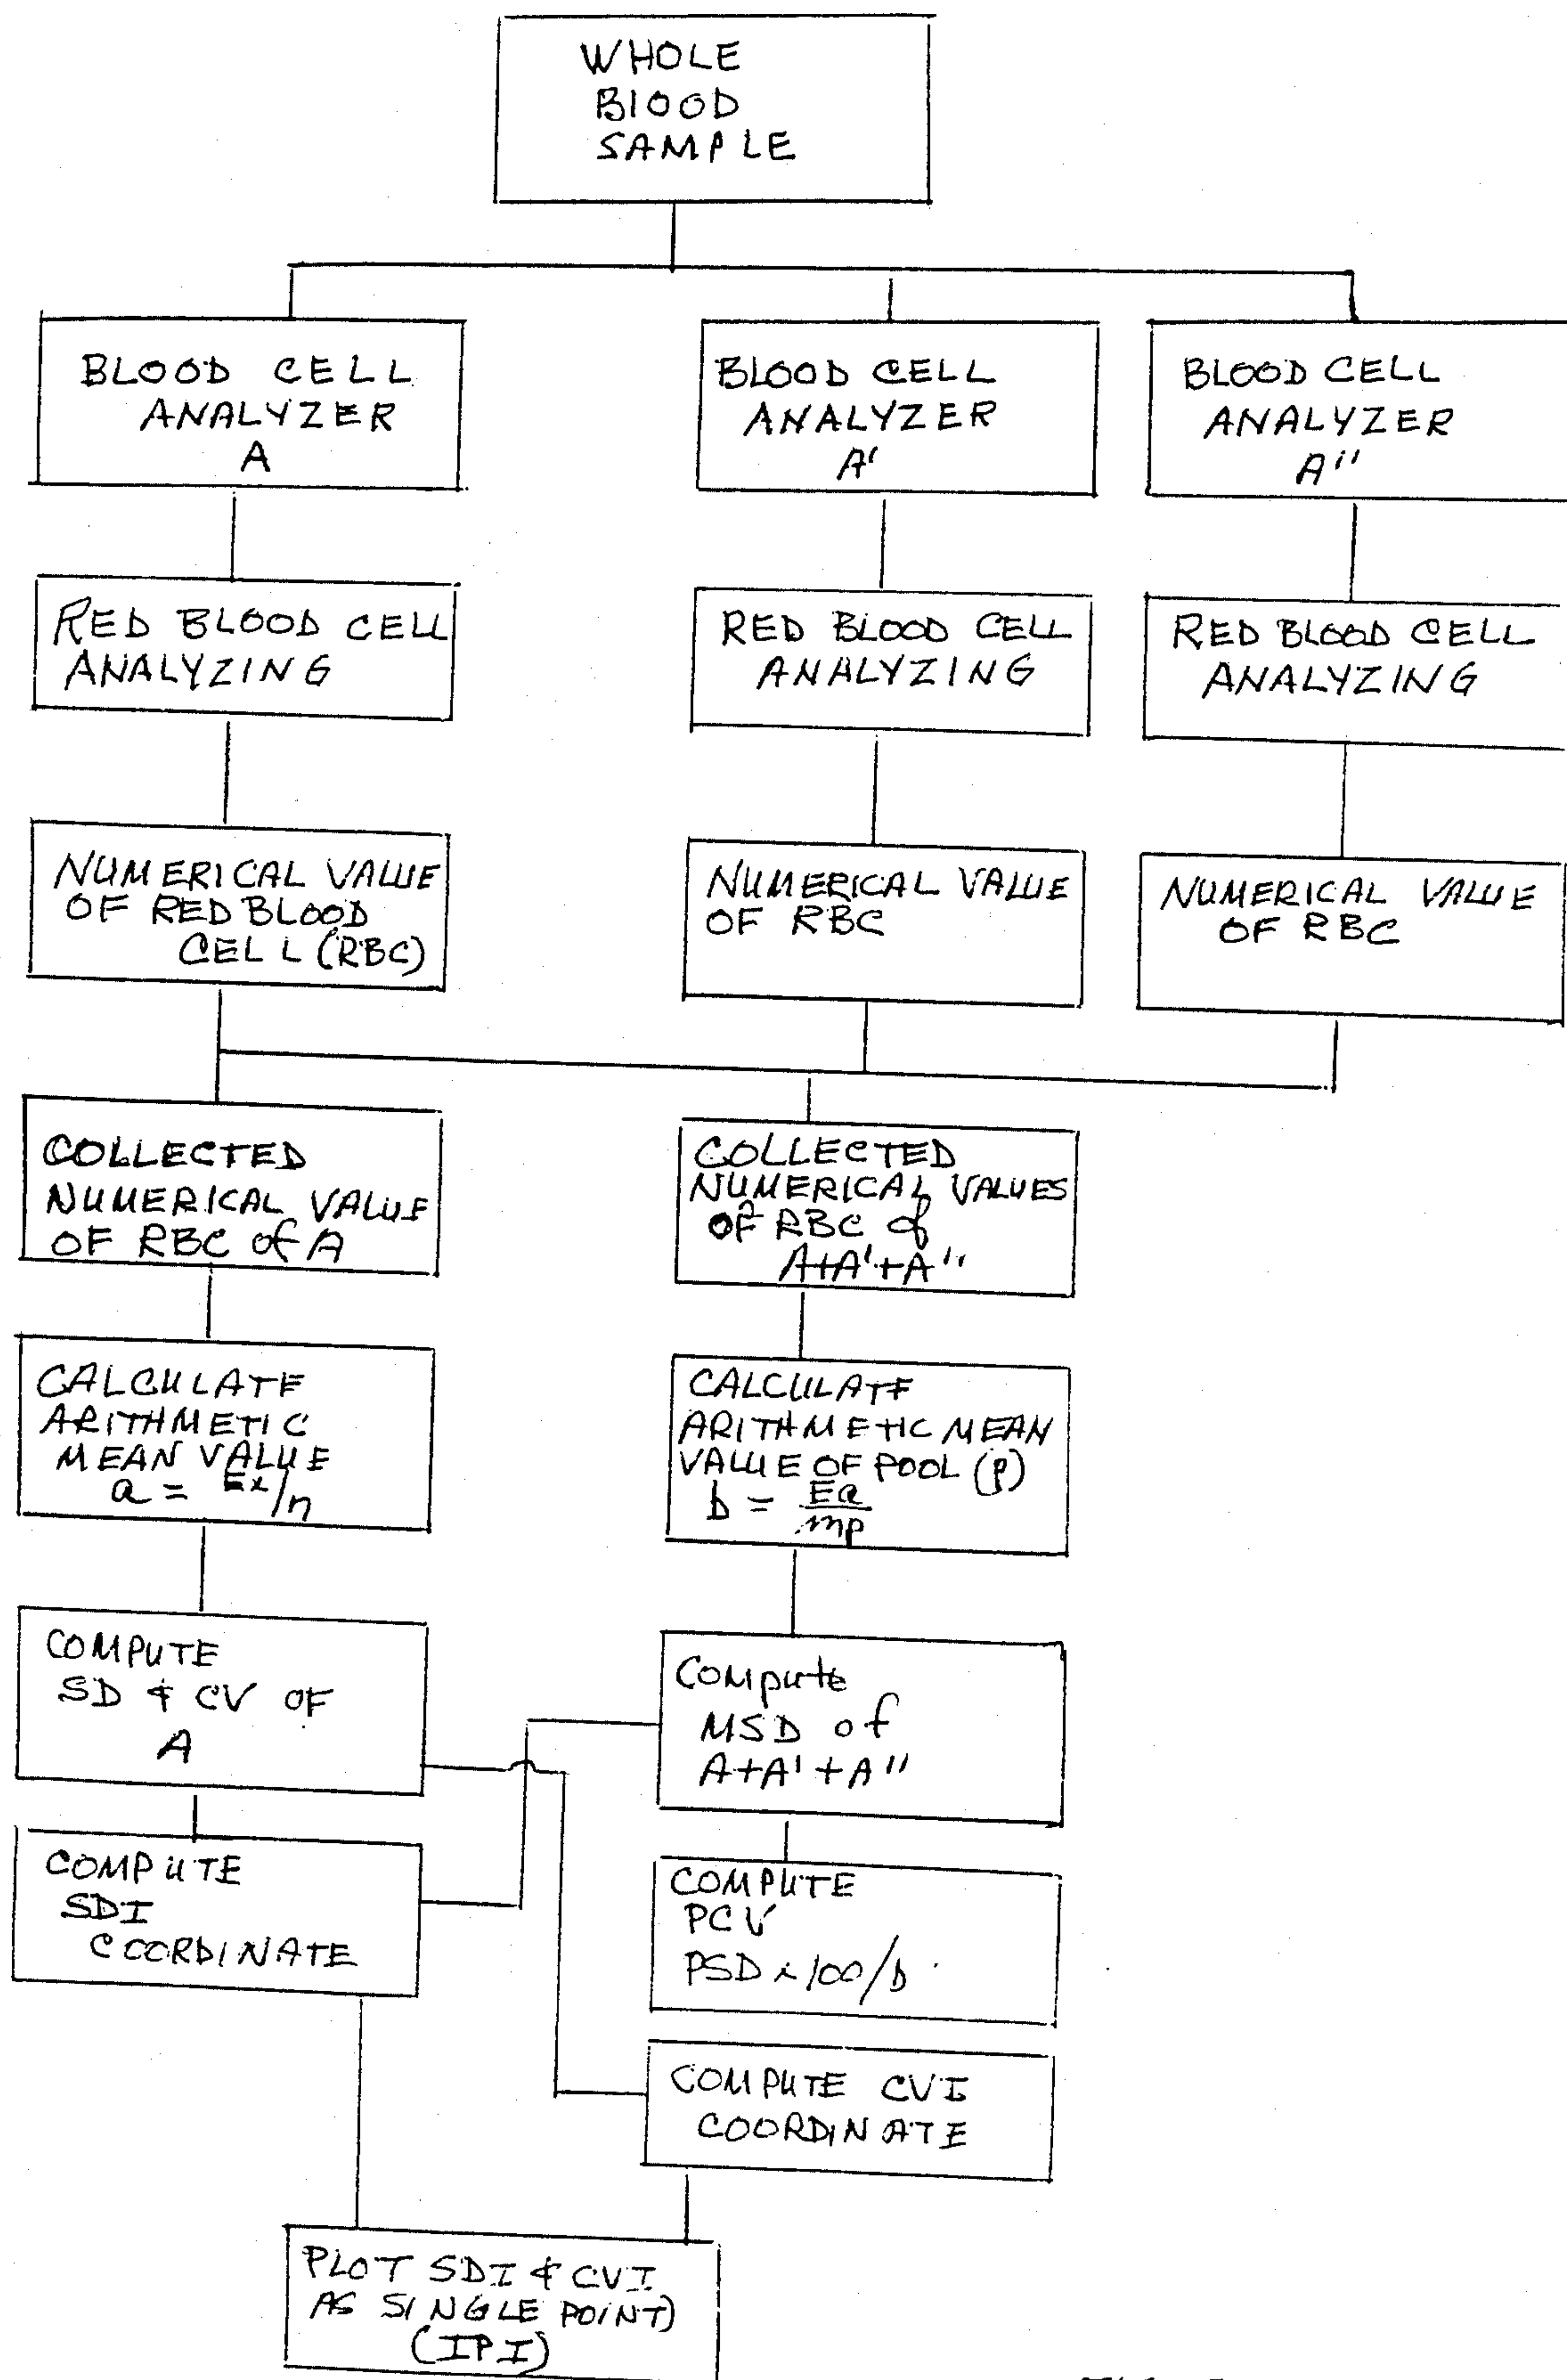 WHOLE
BlOOD
SAMPLE
BLOOD CELL
ANALYZER
A
BLOOD CELL
ANALYZER
A'
BLOOD CELL
ANALYZER
A''
RED BLOOD CELL
ANALYZING
RED BLOOD CELL
ANALYZING
RED BLOOD CELL
ANALYZING
NUMERICAL VALUE
OF RED BLOOD
CELL (RBC)
NUMERICAL VALUE
OF RBC
NUMERICAL VALUE
OF RBC
COLLECTED
NUMERICAL VALUE
OF RBC of A
COLLECTED
NUMERICAL VALUES
OF RBC of
A+A'+A''
CALCULATE
ARITHMETIC
MEAN VALUE
a = Ex/n
CALCULATE
ARITHMETIC MEAN
VALUE OF POOL (p)
b = Ea
mp
COMPUTE
SD & CV OF
A
Compute
MSD of
A+A'+A''
COMPUTE
SDI
COORDINATE
COMPUTE
PCV
PSD x 100/b
COMPUTE CVI
COORDINATE
PLOT SDI & CVI
AS SINGLE POINT)
(IPI)